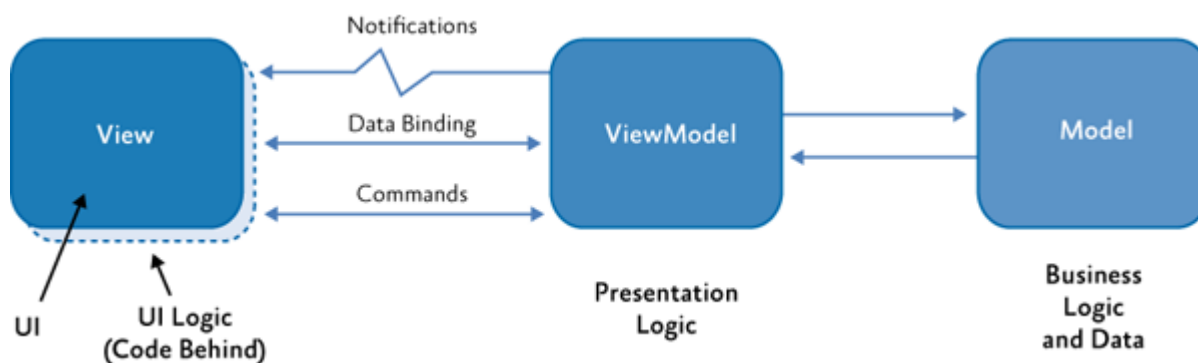 Notifications
View
Data Binding
ViewModel
Model
Commands
UI
UI Logic
(Code Behind)
Presentation
Logic
Business
Logic
and Data